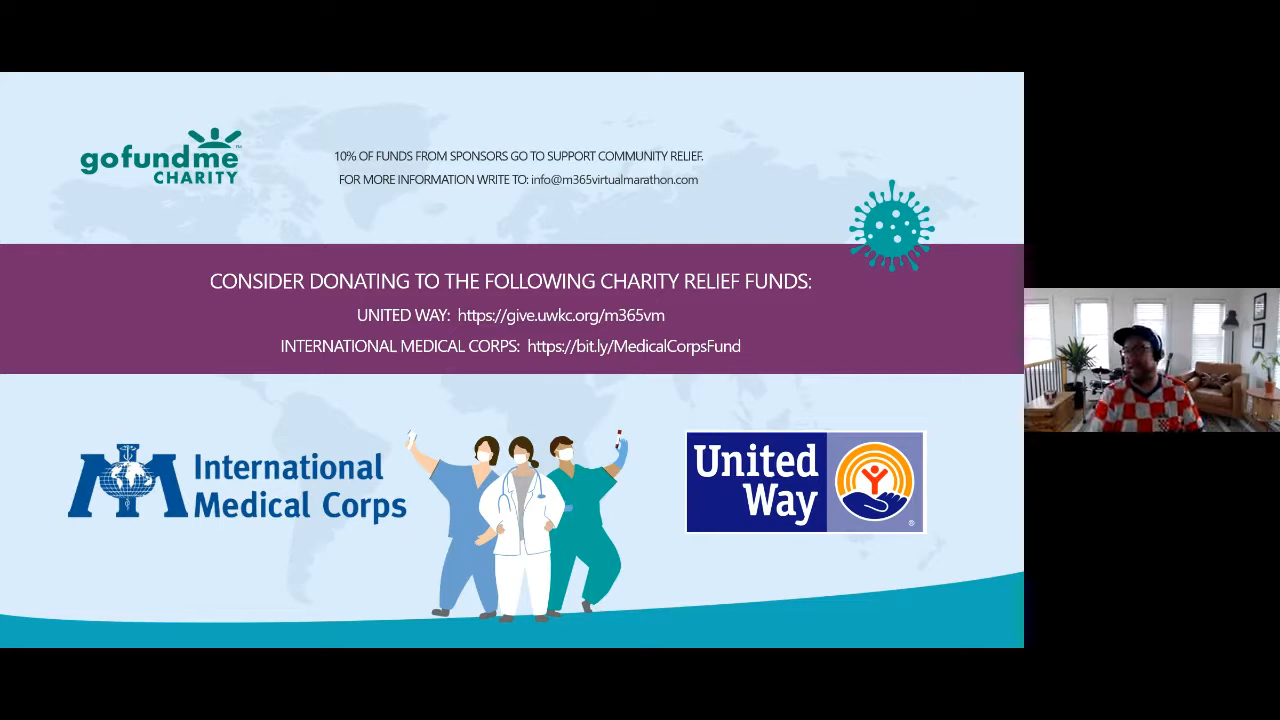 gofundme™
CHARITY
10% OF FUNDS FROM SPONSORS GO TO SUPPORT COMMUNITY RELIEF.
FOR MORE INFORMATION WRITE TO: info@m365virtualmarathon.com
CONSIDER DONATING TO THE FOLLOWING CHARITY RELIEF FUNDS:
UNITED WAY: https://give.uwkc.org/m365vm
INTERNATIONAL MEDICAL CORPS: https://bit.ly/MedicalCorpsFund
International
Medical Corps
United
Way
®